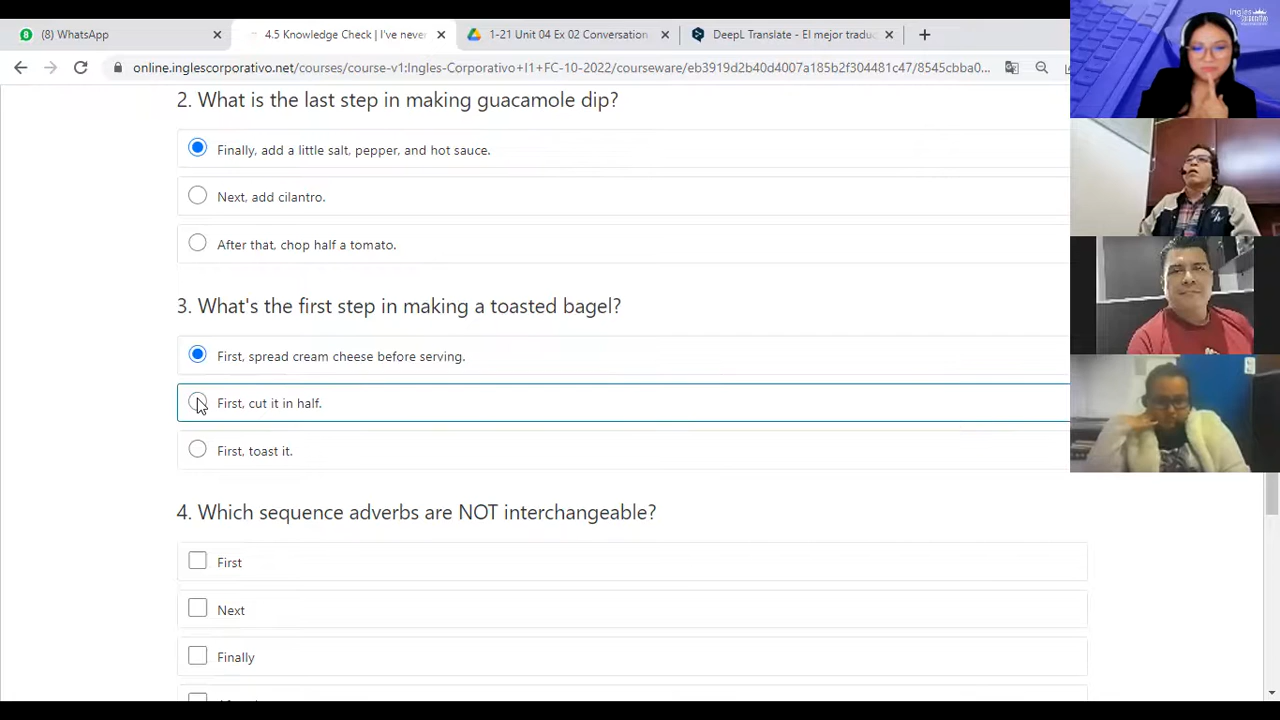 (8) WhatsApp
4.5 Knowledge Check | I've never
1-21 Unit 04 Ex 02 Conversation
DeepL Translate - El mejor traduc
online.inglescorporativo.net/courses/course-v1:Ingles-Corporativo+I1+FC-10-2022/courseware/eb3919d2b40d4007a185b2f304481c47/8545cbba0...
2. What is the last step in making guacamole dip?
Finally, add a little salt, pepper, and hot sauce.
Next, add cilantro.
After that, chop half a tomato.
3. What's the first step in making a toasted bagel?
First, spread cream cheese before serving.
First, cut it in half.
First, toast it.
4. Which sequence adverbs are NOT interchangeable?
First
Next
Finally